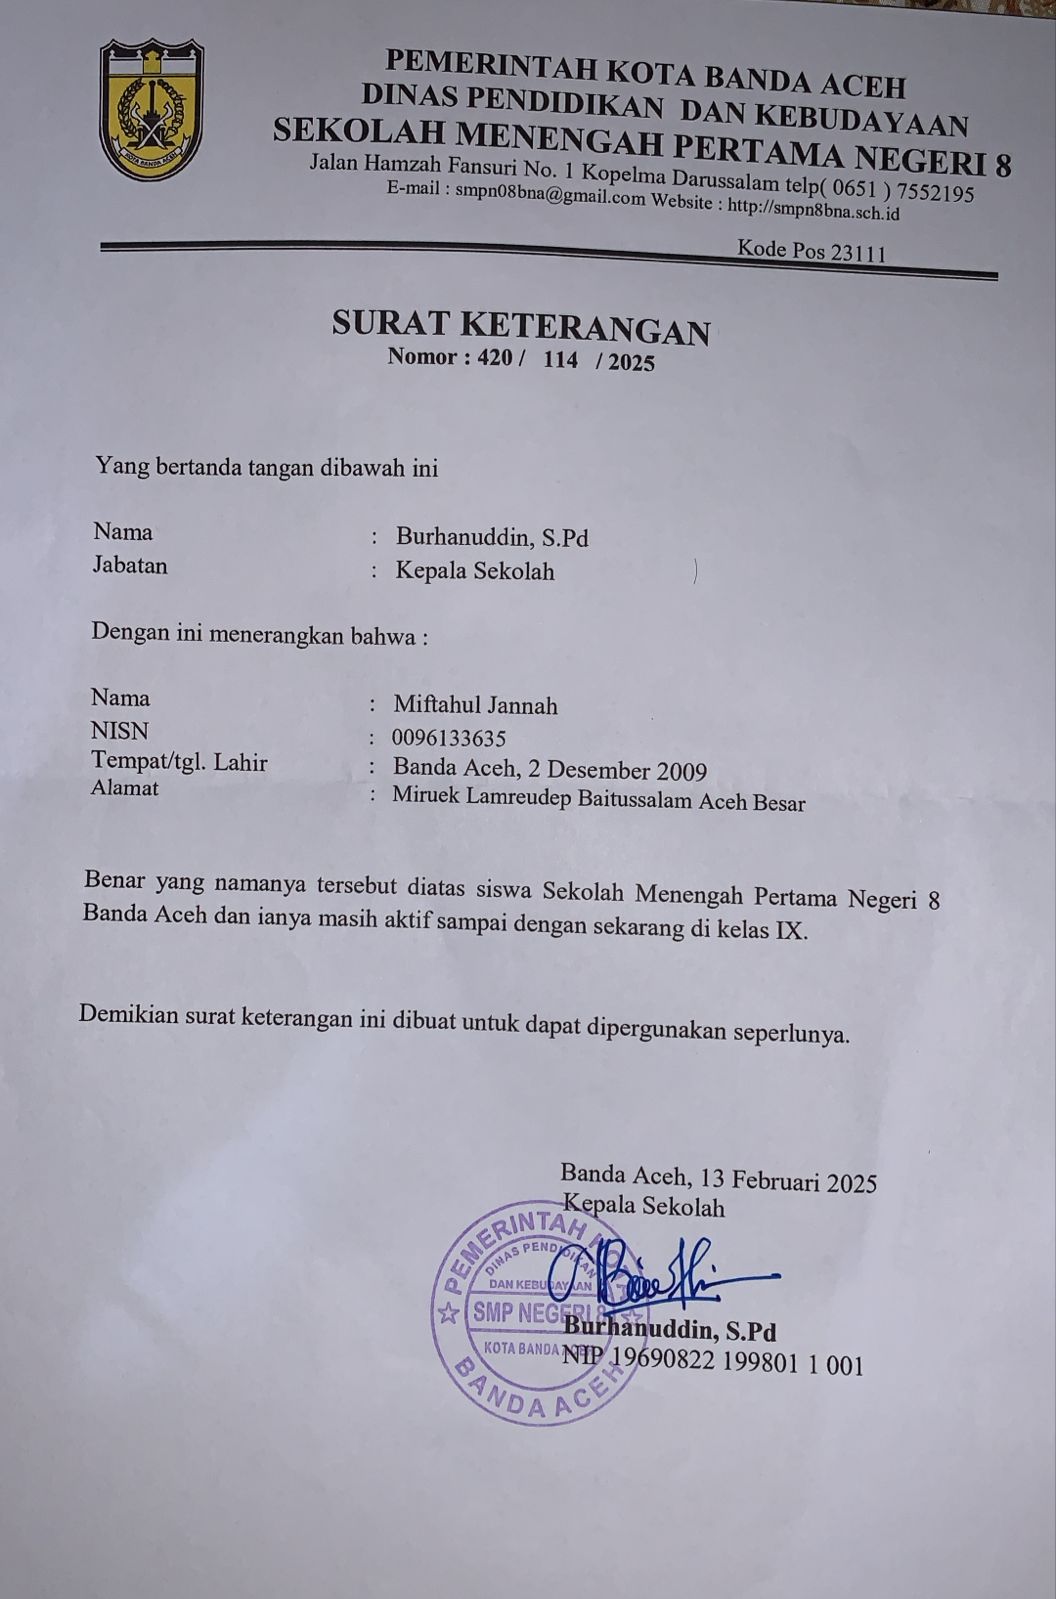 PEMERINTAH KOTA BANDA ACEH
DINAS PENDIDIKAN DAN KEBUDAYAAN
SEKOLAH MENENGAH PERTAMA NEGERI 8
Jalan Hamzah Fansuri No. 1 Kopelma Darussalam telp( 0651 ) 7552195
E-mail : smpn08bna@gmail.com Website : http://smpn8bna.sch.id
Kode Pos 23111
KOTA BANDA ACEH
SURAT KETERANGAN
Nomor : 420 / 114 / 2025
Yang bertanda tangan dibawah ini
Nama : Burhanuddin, S.Pd
Jabatan : Kepala Sekolah
Dengan ini menerangkan bahwa :
Nama : Miftahul Jannah
NISN : 0096133635
Tempat/tgl. Lahir : Banda Aceh, 2 Desember 2009
Alamat : Miruek Lamreudep Baitussalam Aceh Besar
Benar yang namanya tersebut diatas siswa Sekolah Menengah Pertama Negeri 8
Banda Aceh dan ianya masih aktif sampai dengan sekarang di kelas IX.
Demikian surat keterangan ini dibuat untuk dapat dipergunakan seperlunya.
Banda Aceh, 13 Februari 2025
Kepala Sekolah
PEMERINTAH KOTA
DINAS PENDIDIKAN
DAN KEBUDAYAAN
SMP NEGERI 8
KOTA BANDA ACEH
BANDA ACEH
Burhanuddin, S.Pd
NIP 19690822 199801 1 001